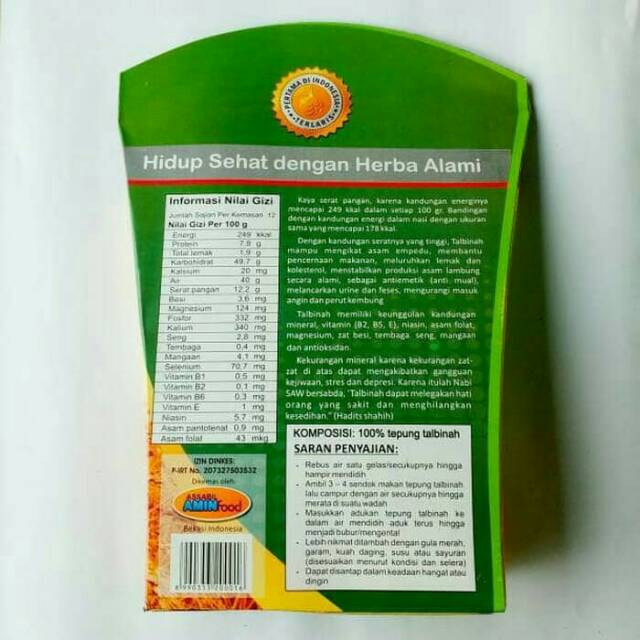 PERTAMA DI INDONESIA
TERLARIS
Hidup Sehat dengan Herba Alami
Informasi Nilai Gizi
Jumlah Sajian Per Kemasan 12
Nilai Gizi Per 100 g
Energi 249 kkal
Protein 7,8 g
Total lemak 1,9 g
Karbohidrat 49,7 g
Kalsium 20 mg
Air 40 g
Serat pangan 12,2 g
Besi 3,6 mg
Magnesium 124 mg
Fosfor 332 mg
Kalium 340 mg
Seng 2,8 mg
Tembaga 0,4 mg
Mangaan 4,1 mg
Selenium 70,7 mg
Vitamin B1 0,5 mg
Vitamin B2 0,1 mg
Vitamin B6 0,3 mg
Vitamin E 1 mg
Niasin 5,7 mg
Asam pantotenat 0,9 mg
Asam folat 43 mkg
Kaya serat pangan, karena kandungan energinya
mencapai 249 kkal dalam setiap 100 gr. Bandingan
dengan kandungan energi dalam nasi dengan ukuran
sama yang mencapai 178 kkal.
Dengan kandungan seratnya yang tinggi, Talbinah
mampu mengikat asam empedu, membantu
pencernaan makanan, meluruhkan lemak dan
kolesterol, menstabilkan produksi asam lambung
secara alami, sebagai antiemetik (anti mual),
melancarkan urine dan feses, mengurangi masuk
angin dan perut kembung
Talbinah memiliki keunggulan kandungan
mineral, vitamin (B2, B5, E), niasin, asam folat,
magnesium, zat besi, tembaga seng, mangaan
dan antioksidan.
Kekurangan mineral karena kekurangan zat-
zat di atas dapat mengakibatkan gangguan
kejiwaan, stres dan depresi. Karena itulah Nabi
SAW bersabda, "Talbinah dapat melegakan hati
orang yang sakit dan menghilangkan
kesedihan." (Hadits shahih)
KOMPOSISI: 100% tepung talbinah
SARAN PENYAJIAN:
- Rebus air satu gelas/secukupnya hingga
hampir mendidih
- Ambil 3 – 4 sendok makan tepung talbinah
lalu campur dengan air secukupnya hingga
merata di suatu wadah
- Masukkan adukan tepung talbinah ke
dalam air mendidih aduk terus hingga
menjadi bubur/mengental
- Lebih nikmat ditambah dengan gula merah,
garam, kuah daging, susu atau sayuran
(disesuaikan menurut kondisi dan selera)
- Dapat disantap dalam keadaan hangat atau
dingin
IZIN DINKES:
P-IRT No. 207327503532
Dikemas oleh:
ASSABIL
AMINfood
Bekasi Indonesia
8990333200016